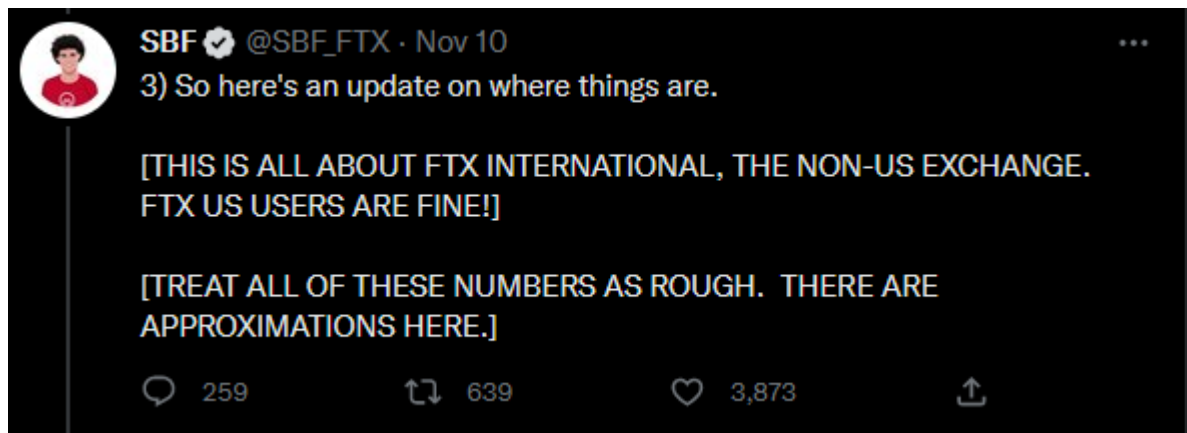 SBF @SBF_FTX · Nov 10
3) So here's an update on where things are.
[THIS IS ALL ABOUT FTX INTERNATIONAL, THE NON-US EXCHANGE.
FTX US USERS ARE FINE!]
[TREAT ALL OF THESE NUMBERS AS ROUGH.  THERE ARE
APPROXIMATIONS HERE.]
259 639 3,873